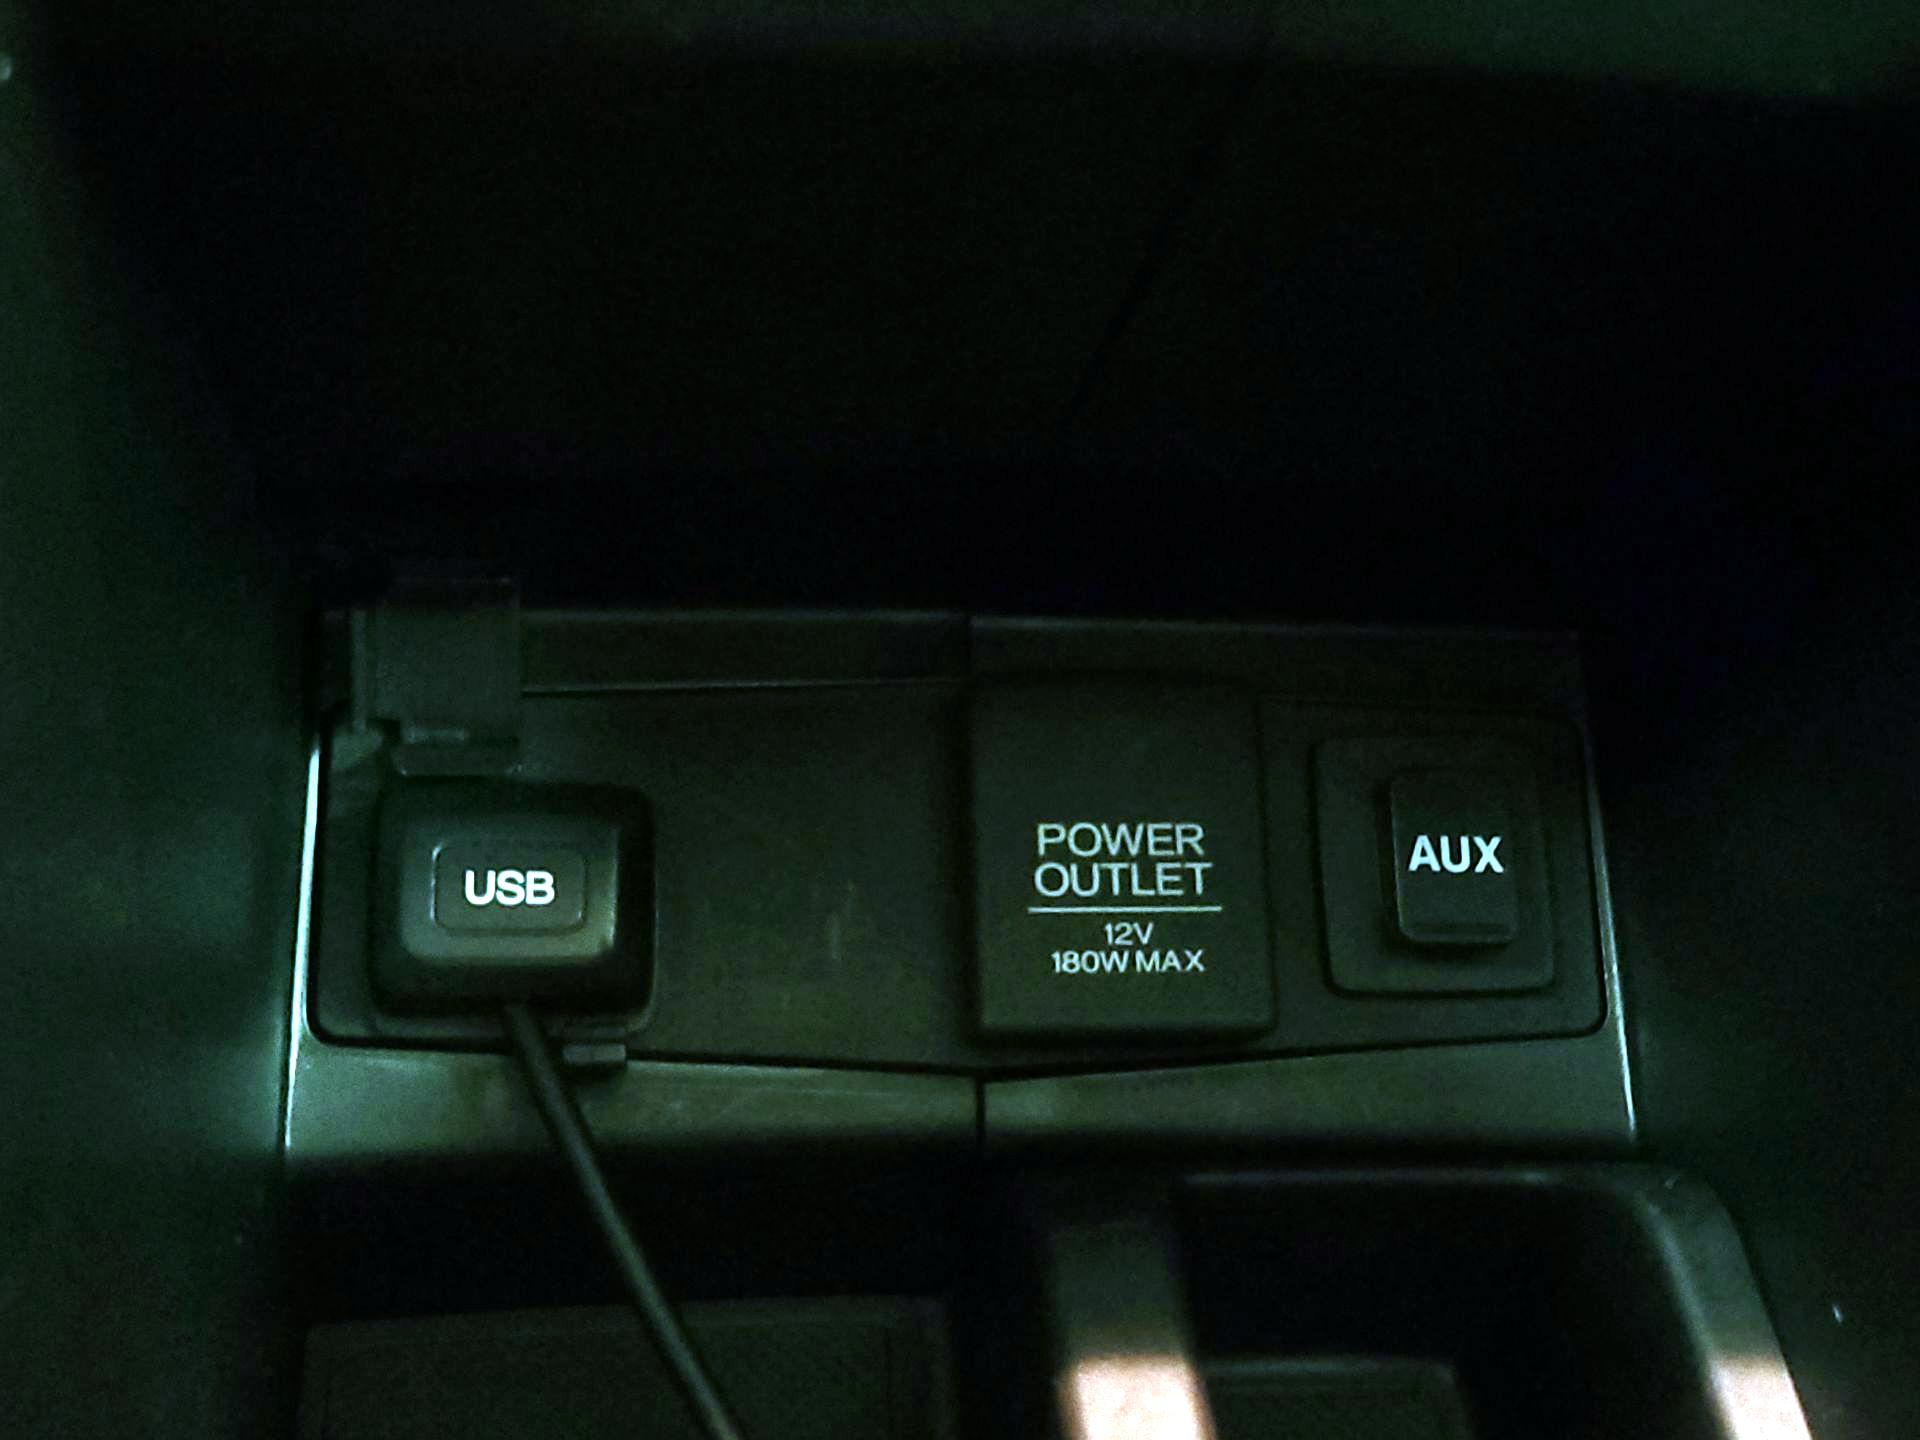 USB
POWER
OUTLET
12V
180W MAX
AUX